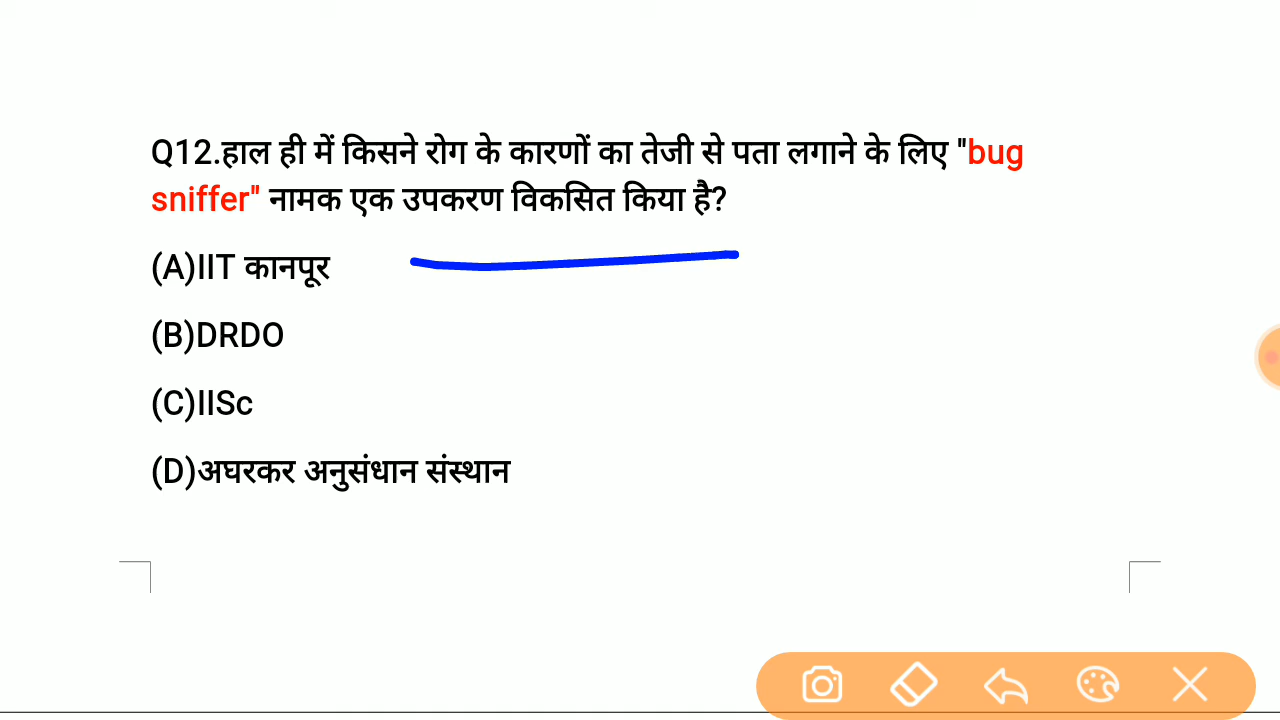 Q12.हाल ही में किसने रोग के कारणों का तेजी से पता लगाने के लिए "bug
sniffer" नामक एक उपकरण विकसित किया है?
(A)IIT कानपूर
(B)DRDO
(C)IISc
(D)अघरकर अनुसंधान संस्थान